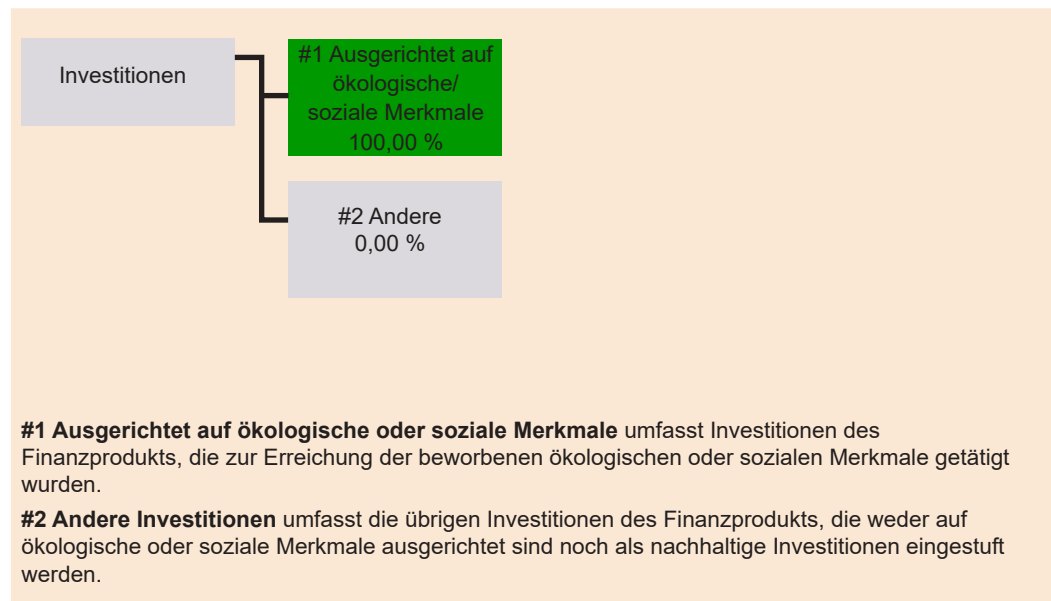 Investitionen
#1 Ausgerichtet auf
ökologische/
soziale Merkmale
100,00 %
#2 Andere
0,00 %
#1 Ausgerichtet auf ökologische oder soziale Merkmale umfasst Investitionen des
Finanzprodukts, die zur Erreichung der beworbenen ökologischen oder sozialen Merkmale getätigt
wurden.
#2 Andere Investitionen umfasst die übrigen Investitionen des Finanzprodukts, die weder auf
ökologische oder soziale Merkmale ausgerichtet sind noch als nachhaltige Investitionen eingestuft
werden.